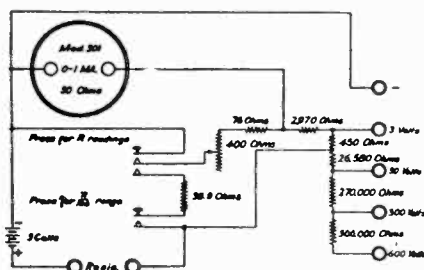 Mod. 301
0-1 MA.
50 Ohms
Press for R readings
76 Ohms
2,970 Ohms
400 Ohms
3 Volts
450 Ohms
26,580 Ohms
30 Volts
270,000 Ohms
300 Volts
300,000 Ohms
600 Volts
Press for
range
38.9 Ohms
3 Cells
+
-